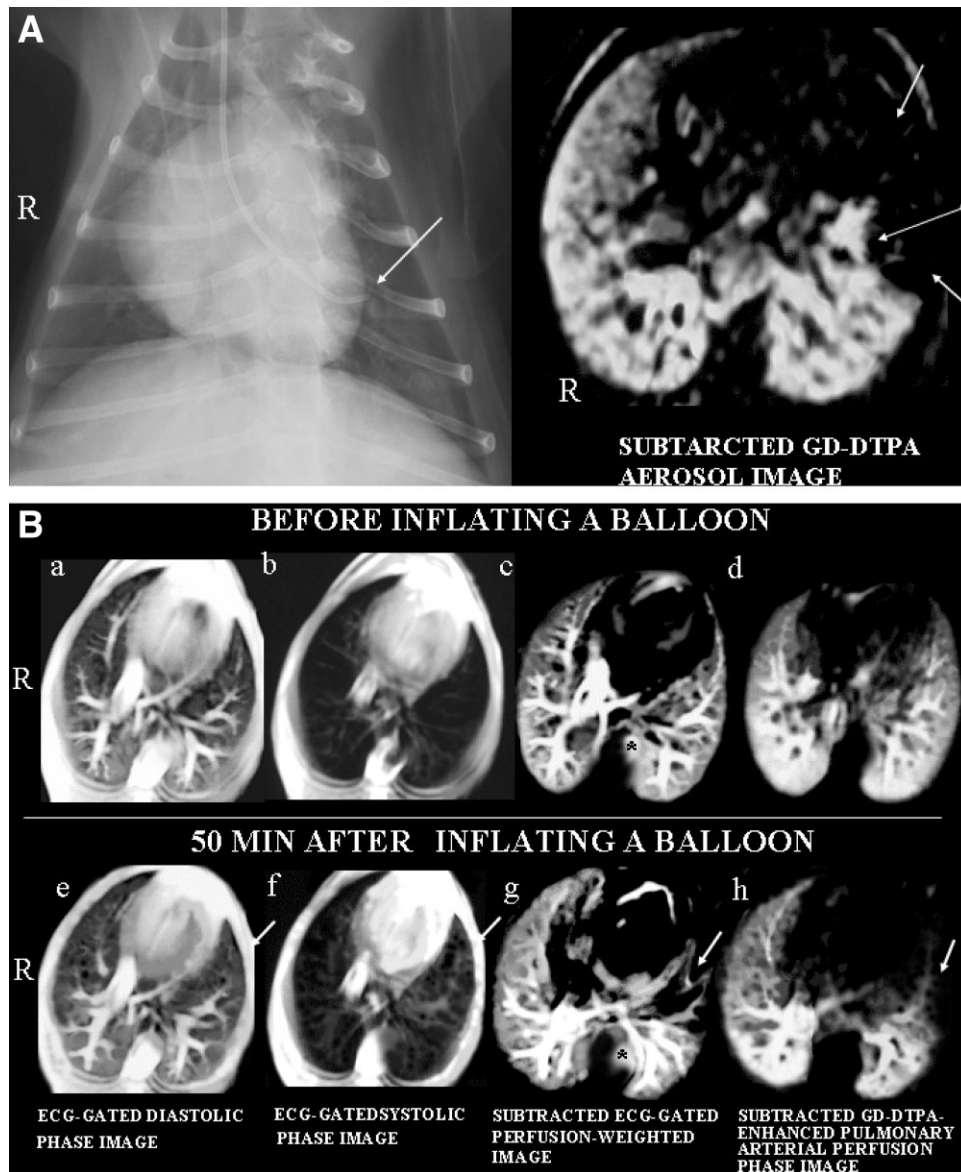 A
R
R
SUBTARCTED GD-DTPA
AEROSOL IMAGE
B
BEFORE INFLATING A BALLOON
a b c d
R
*
50 MIN AFTER INFLATING A BALLOON
e f g h
R
*
ECG-GATED DIASTOLIC
PHASE IMAGE
ECG-GATEDSYSTOLIC
PHASE IMAGE
SUBTRACTED ECG-GATED
PERFUSION-WEIGHTED
IMAGE
SUBTRACTED GD-DTPA-
ENHANCED PULMONARY
ARTERIAL PERFUSION
PHASE IMAGE